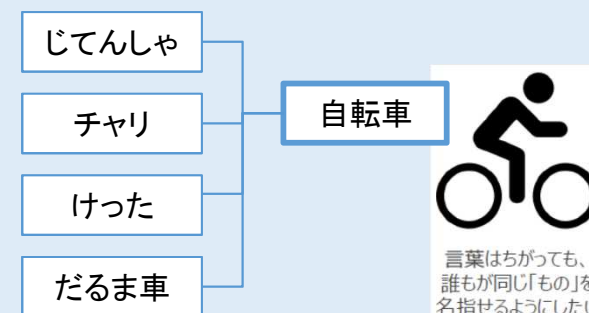 じてんしゃ
チャリ
けった
だるま車
自転車
言葉はちがっても、
誰もが同じ「もの」を
名指せるようにしたい